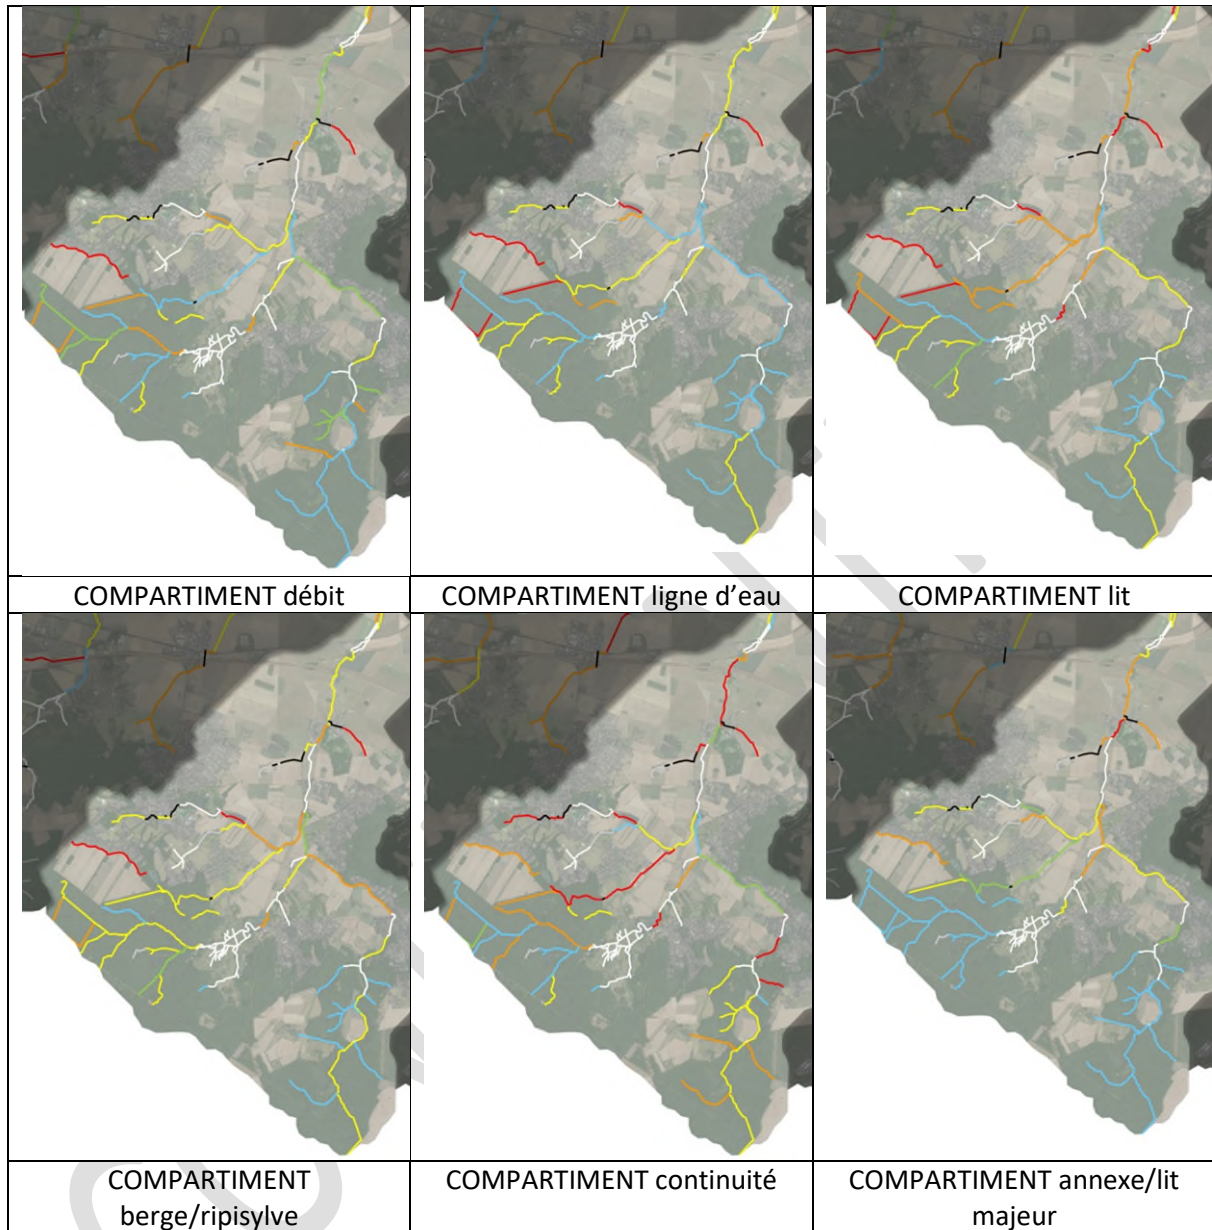 COMPARTIMENT débit
COMPARTIMENT ligne d'eau
COMPARTIMENT lit
COMPARTIMENT
berge/ripisylve
COMPARTIMENT continuité
COMPARTIMENT annexe/lit
majeur